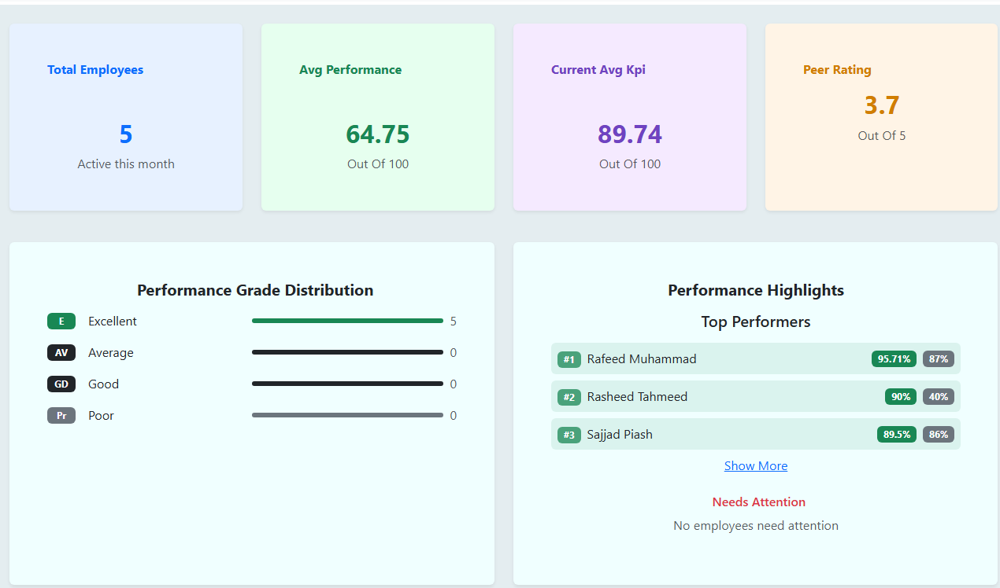 Total Employees
5
Active this month
Avg Performance
64.75
Out Of 100
Current Avg Kpi
89.74
Out Of 100
Peer Rating
3.7
Out Of 5
Performance Grade Distribution
E Excellent 5
AV Average 0
GD Good 0
Pr Poor 0
Performance Highlights
Top Performers
#1 Rafeed Muhammad 95.71% 87%
#2 Rasheed Tahmeed 90% 40%
#3 Sajjad Piash 89.5% 86%
Show More
Needs Attention
No employees need attention